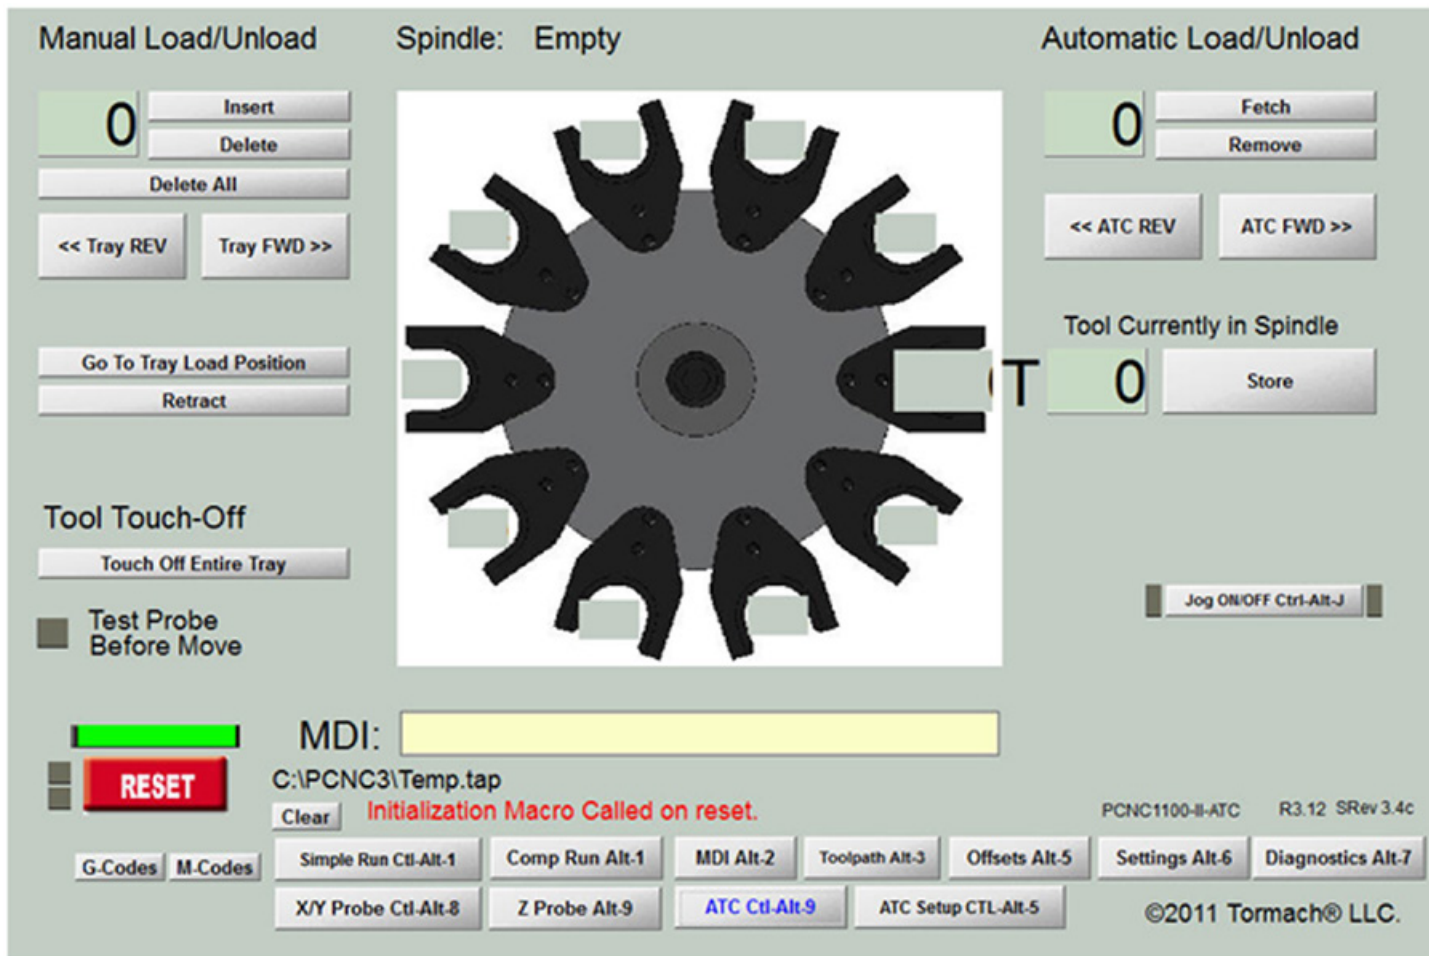 Manual Load/Unload
Spindle: Empty
Automatic Load/Unload
0
Insert
Delete
Delete All
<< Tray REV
Tray FWD >>
0
Fetch
Remove
<< ATC REV
ATC FWD >>
Tool Currently in Spindle
T
0
Store
Go To Tray Load Position
Retract
Tool Touch-Off
Touch Off Entire Tray
Test Probe
Before Move
Jog ON/OFF Ctrl-Alt-J
MDI:
RESET
C:\PCNC3\Temp.tap
Clear
Initialization Macro Called on reset.
PCNC1100-II-ATC
R3.12 SRev 3.4c
G-Codes
M-Codes
Simple Run Ctl-Alt-1
Comp Run Alt-1
MDI Alt-2
Toolpath Alt-3
Offsets Alt-5
Settings Alt-6
Diagnostics Alt-7
X/Y Probe Ctl-Alt-8
Z Probe Alt-9
ATC Ctl-Alt-9
ATC Setup CTL-Alt-5
©2011 Tormach® LLC.